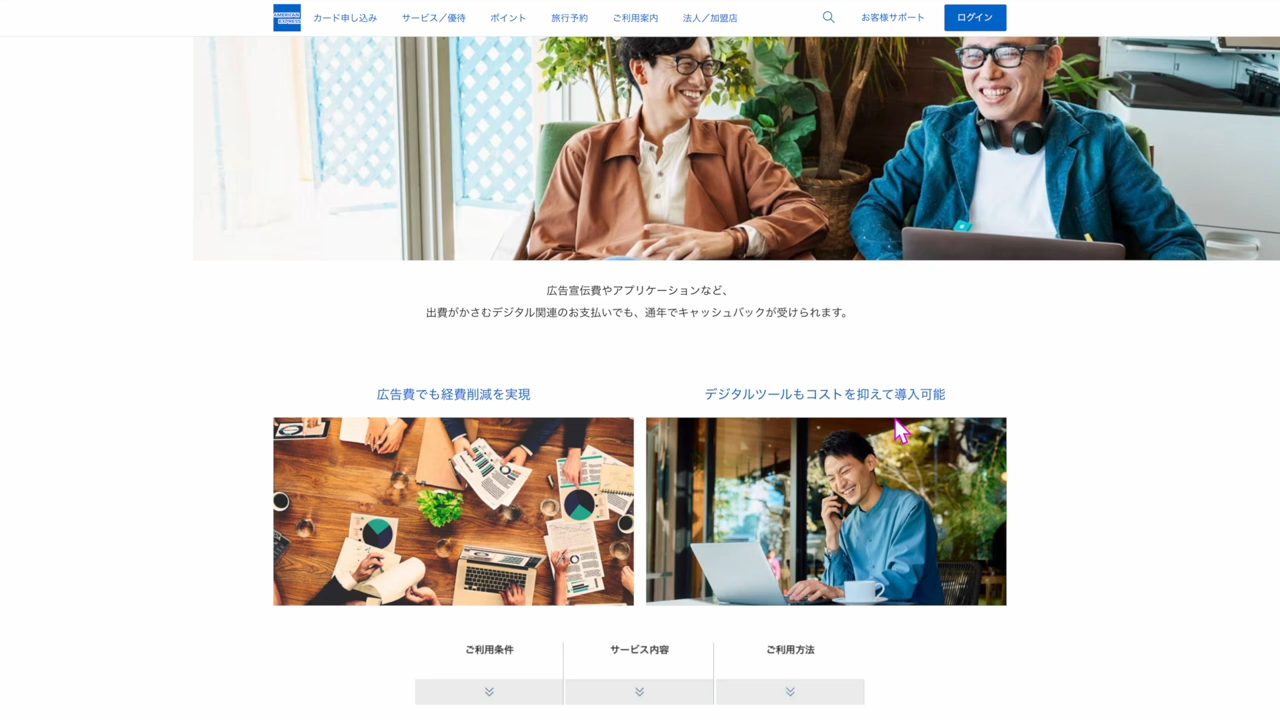 AMERICAN
EXPRESS
カード申し込み
サービス／優待
ポイント
旅行予約
ご利用案内
法人／加盟店
お客様サポート
ログイン
広告宣伝費やアプリケーションなど、
出費がかさむデジタル関連のお支払いでも、通年でキャッシュバックが受けられます。
広告費でも経費削減を実現
デジタルツールもコストを抑えて導入可能
ご利用条件
サービス内容
ご利用方法